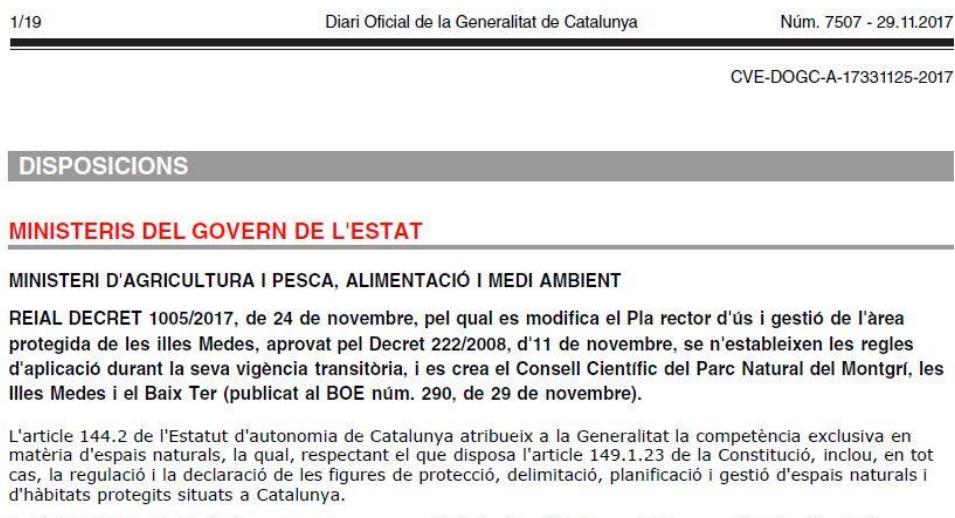 1/19 Diari Oficial de la Generalitat de Catalunya Núm. 7507 - 29.11.2017
CVE-DOGC-A-17331125-2017
DISPOSICIONS
MINISTERIS DEL GOVERN DE L'ESTAT
MINISTERI D'AGRICULTURA I PESCA, ALIMENTACIÓ I MEDI AMBIENT
REIAL DECRET 1005/2017, de 24 de novembre, pel qual es modifica el Pla rector d'ús i gestió de l'àrea
protegida de les illes Medes, aprovat pel Decret 222/2008, d'11 de novembre, se n'estableixen les regles
d'aplicació durant la seva vigència transitòria, i es crea el Consell Científic del Parc Natural del Montgrí, les
Illes Medes i el Baix Ter (publicat al BOE núm. 290, de 29 de novembre).
L'article 144.2 de l'Estatut d'autonomia de Catalunya atribueix a la Generalitat la competència exclusiva en
matèria d'espais naturals, la qual, respectant el que disposa l'article 149.1.23 de la Constitució, inclou, en tot
cas, la regulació i la declaració de les figures de protecció, delimitació, planificació i gestió d'espais naturals i
d'hàbitats protegits situats a Catalunya.